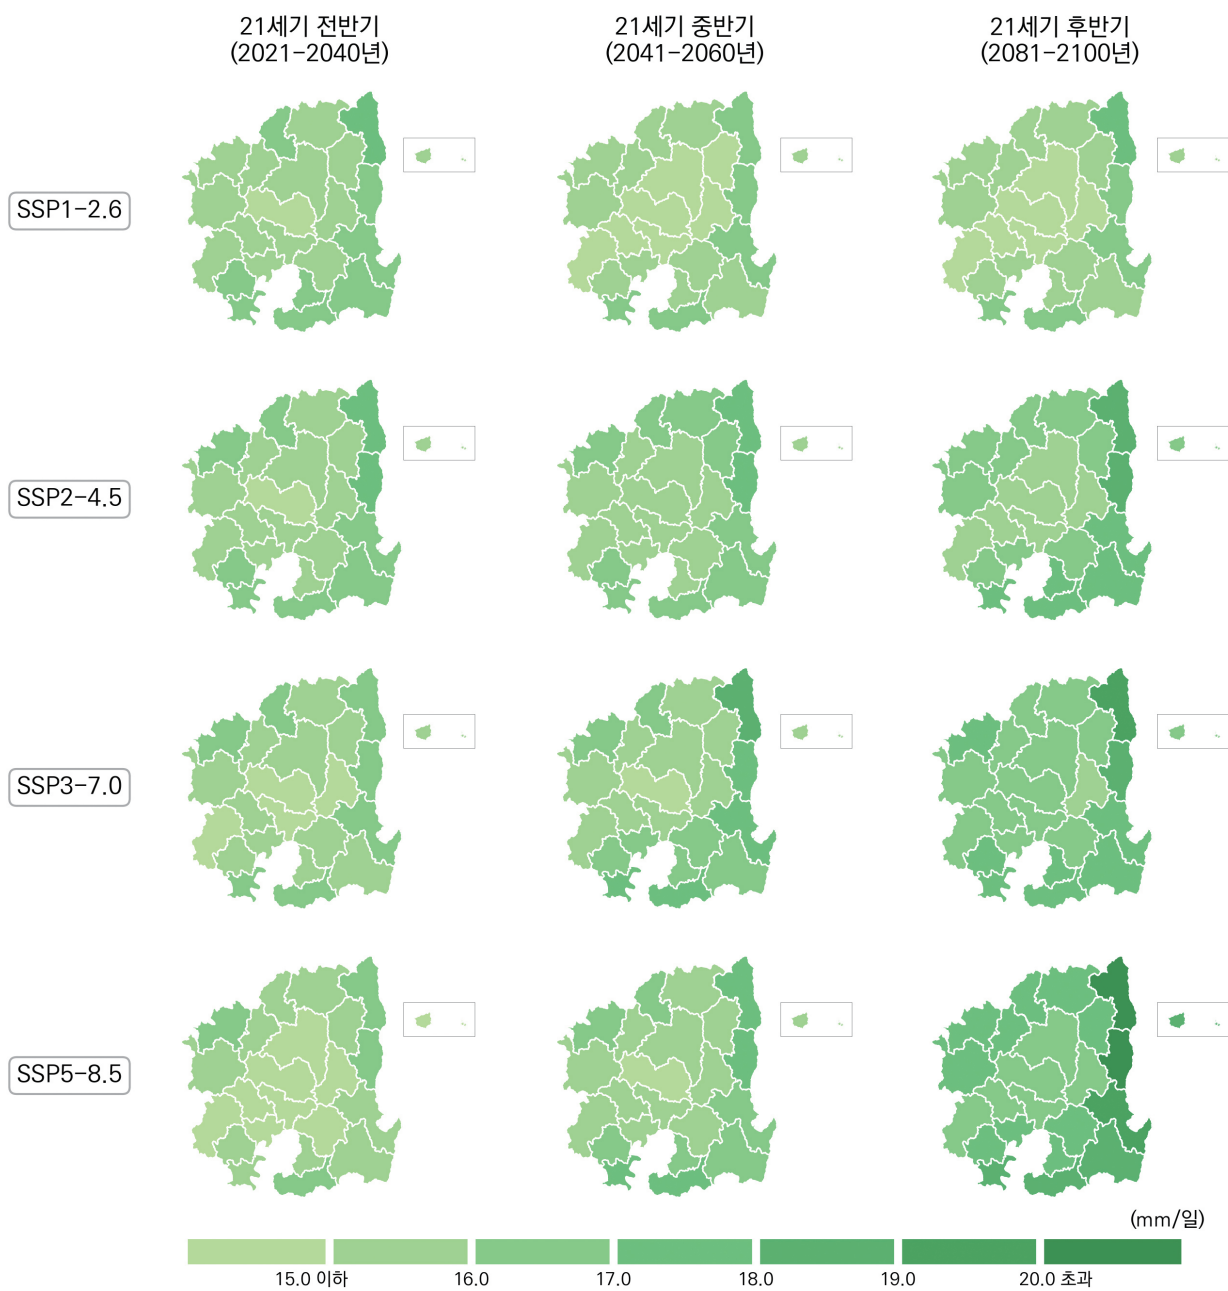 21세기 전반기
(2021-2040년)
21세기 중반기
(2041-2060년)
21세기 후반기
(2081-2100년)
SSP1-2.6
SSP2-4.5
SSP3-7.0
SSP5-8.5
(mm/일)
15.0 이하
16.0
17.0
18.0
19.0
20.0 초과